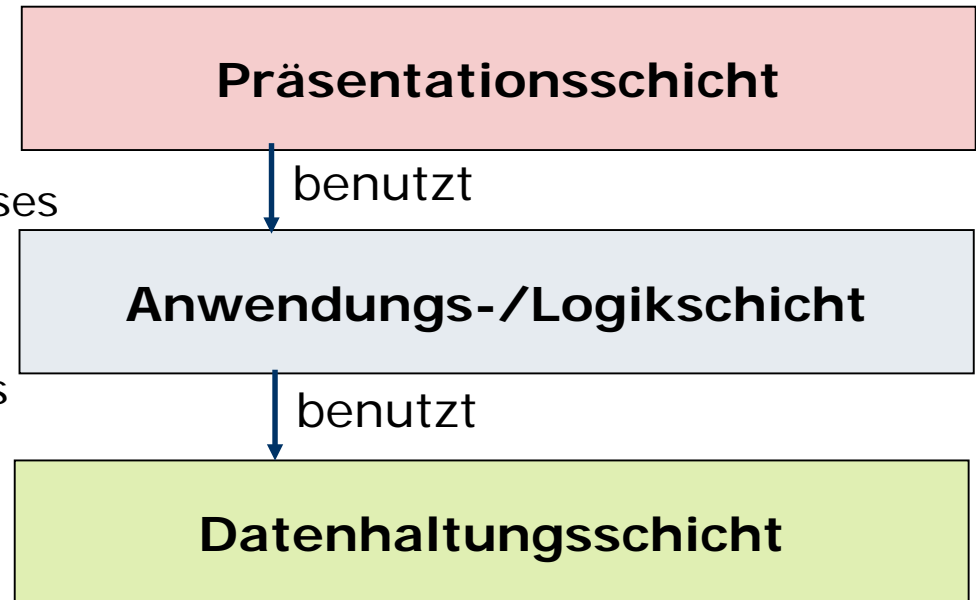 Präsentationsschicht
benutzt
Anwendungs-/Logikschicht
benutzt
Datenhaltungsschicht